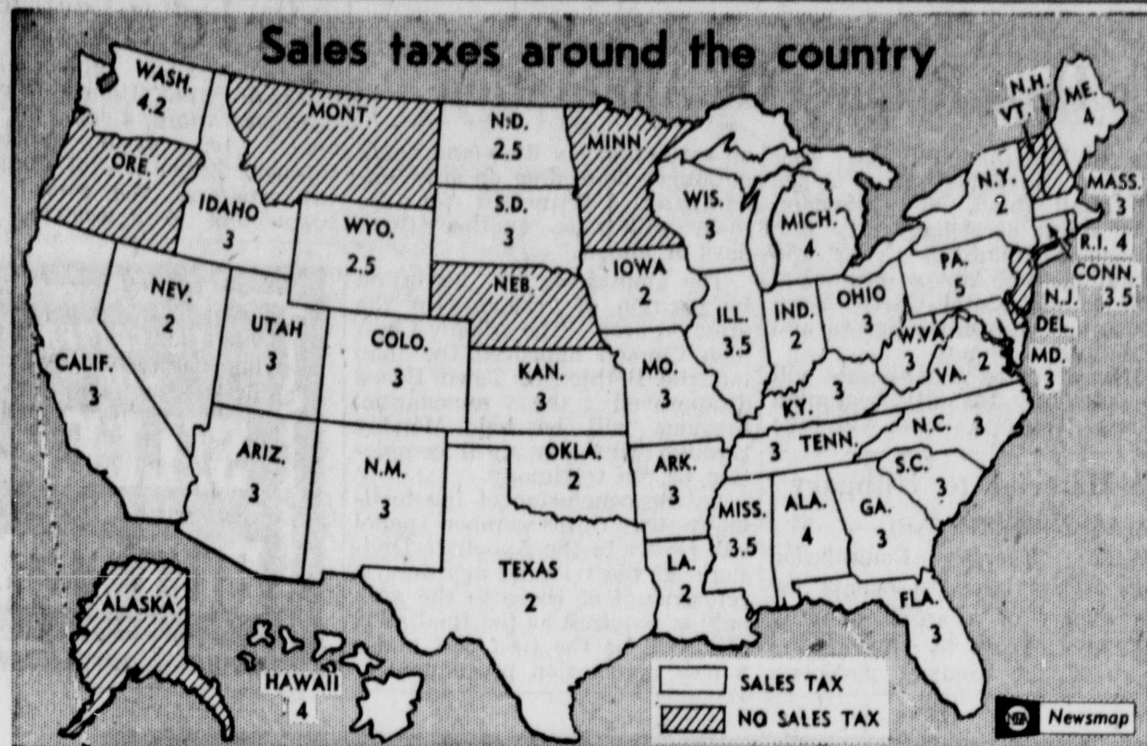 Sales taxes around the country
WASH.
4.2
ORE.
MONT.
IDAHO
3
WYO.
2.5
N.D.
2.5
S.D.
3
NEB.
MINN.
WIS.
3
MICH.
4
IOWA
2
ILL.
3.5
IND.
2
OHIO
3
N.H.
VT.
ME.
4
N.Y.
2
MASS.
3
R.I. 4
CONN.
3.5
PA.
5
N.J.
DEL.
MD.
3
W.VA
3
VA.
2
CALIF.
3
NEV.
2
UTAH
3
COLO.
3
KAN.
3
MO.
3
KY.
3
TENN.
3
N.C. 3
S.C.
3
ARIZ.
3
N.M.
3
OKLA.
2
ARK.
3
MISS.
3.5
ALA.
4
GA.
3
TEXAS
2
LA.
2
FLA.
3
ALASKA
HAWAII
4
SALES TAX
NO SALES TAX
NEA Newsmap